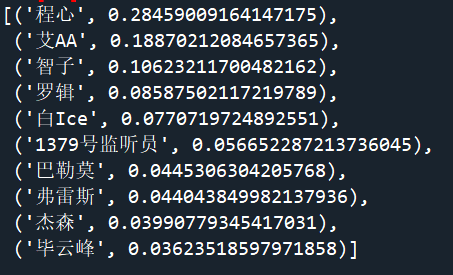 [('程心', 0.28459009164147175),
('艾AA', 0.18870212084657365),
('智子', 0.10623211700482162),
('罗辑', 0.08587502117219789),
('白Ice', 0.0770719724892551),
('1379号监听员', 0.056652287213736045),
('巴勒莫', 0.0445306304205768),
('弗雷斯', 0.044043849982137936),
('杰森', 0.03990779345417031),
('毕云峰', 0.03623518597971858)]